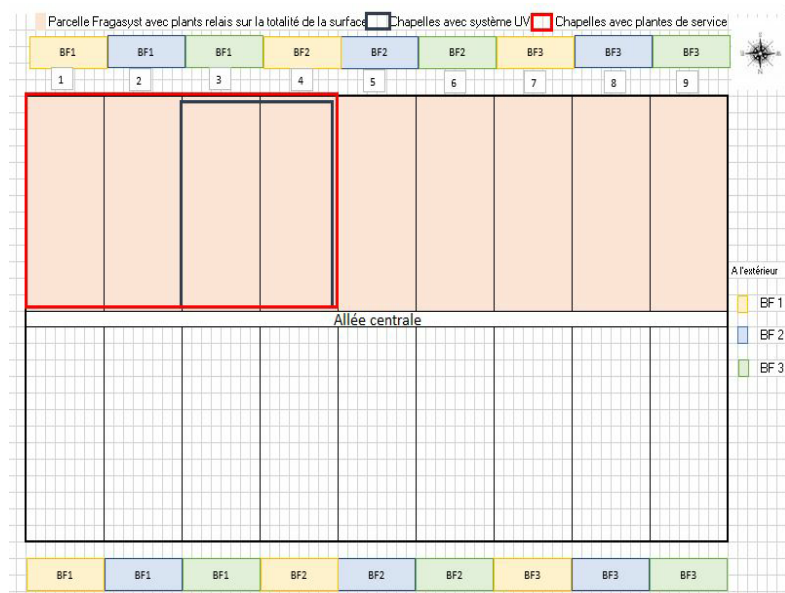 Parcelle Fragasyst avec plants relais sur la totalité de la surface Chapelles avec système UV Chapelles avec plantes de service
BF1 BF1 BF1 BF2 BF2 BF2 BF3 BF3 BF3
1 2 3 4 5 6 7 8 9
N
A l'extérieur
BF 1
Allée centrale
BF 2
BF 3
BF1 BF1 BF1 BF2 BF2 BF2 BF3 BF3 BF3